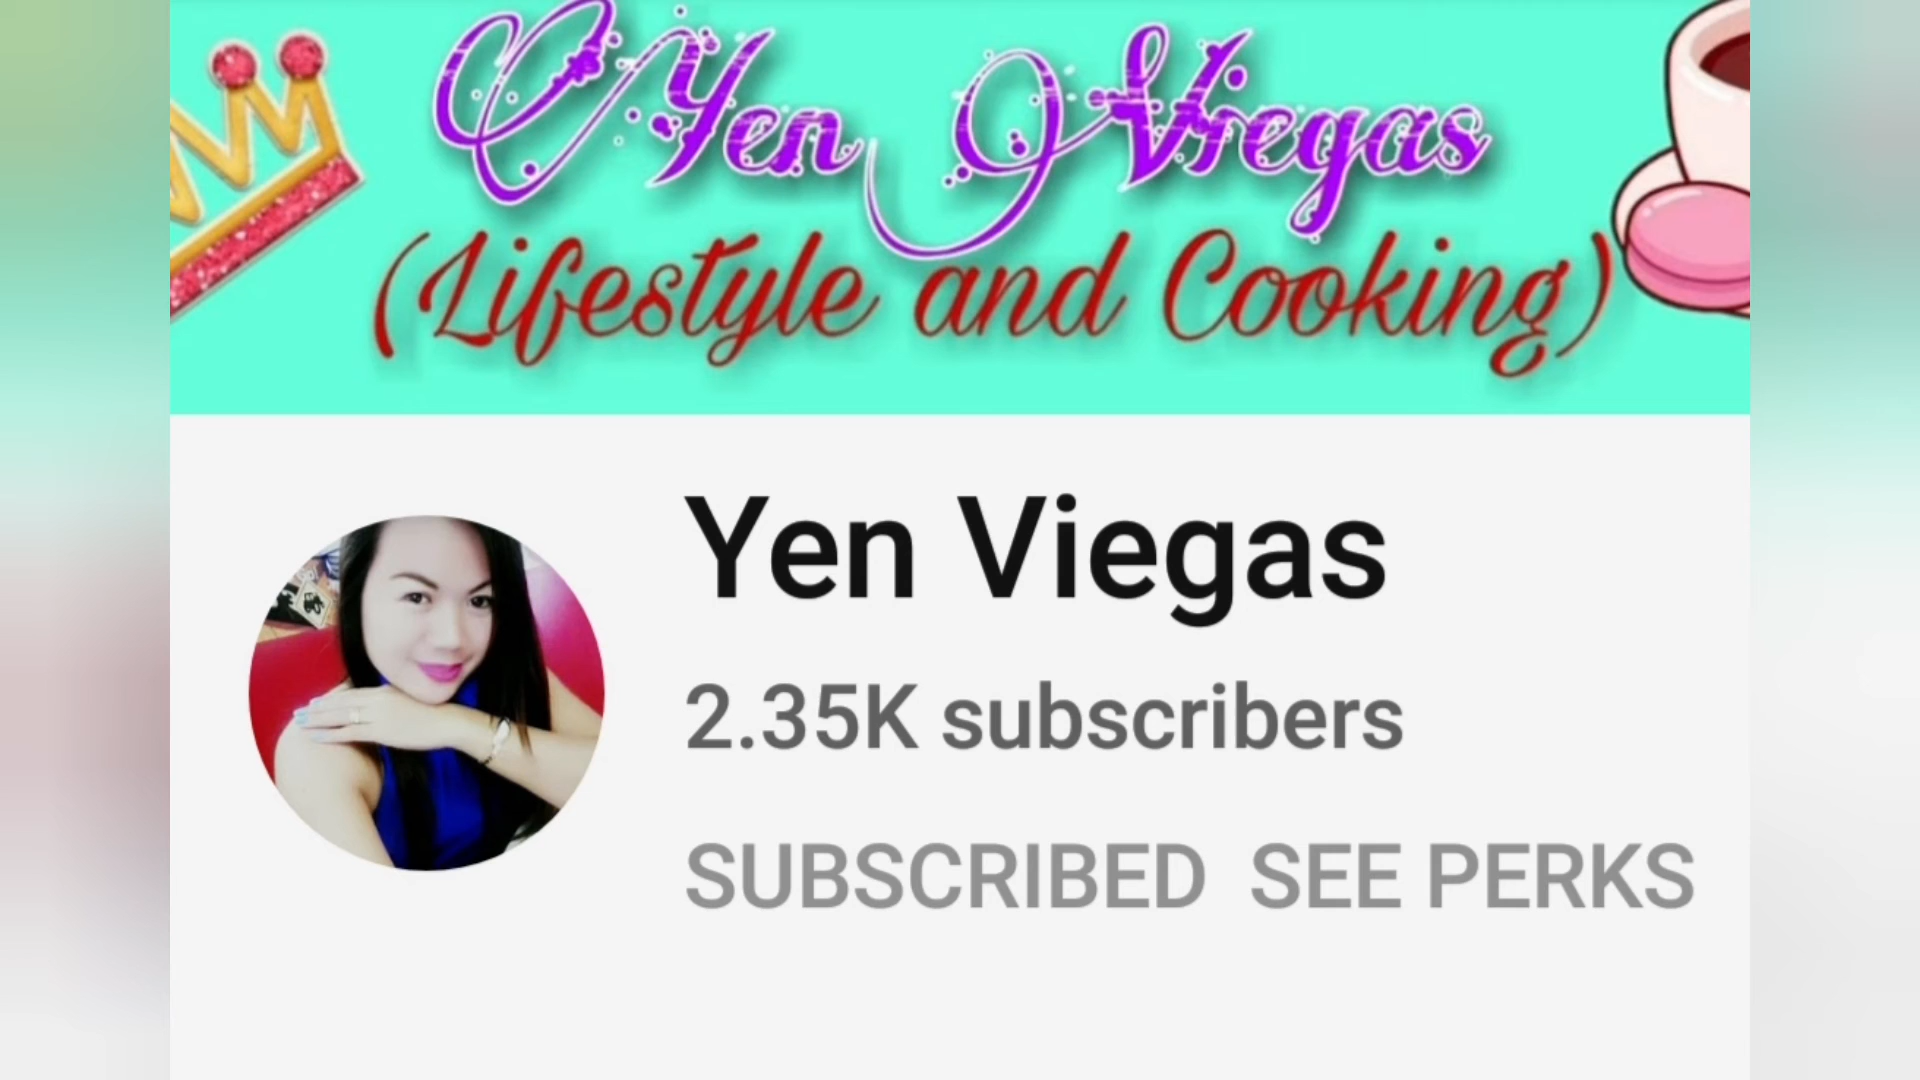 Yen Viegas
(Lifestyle and Cooking)
Yen Viegas
2.35K subscribers
SUBSCRIBED SEE PERKS